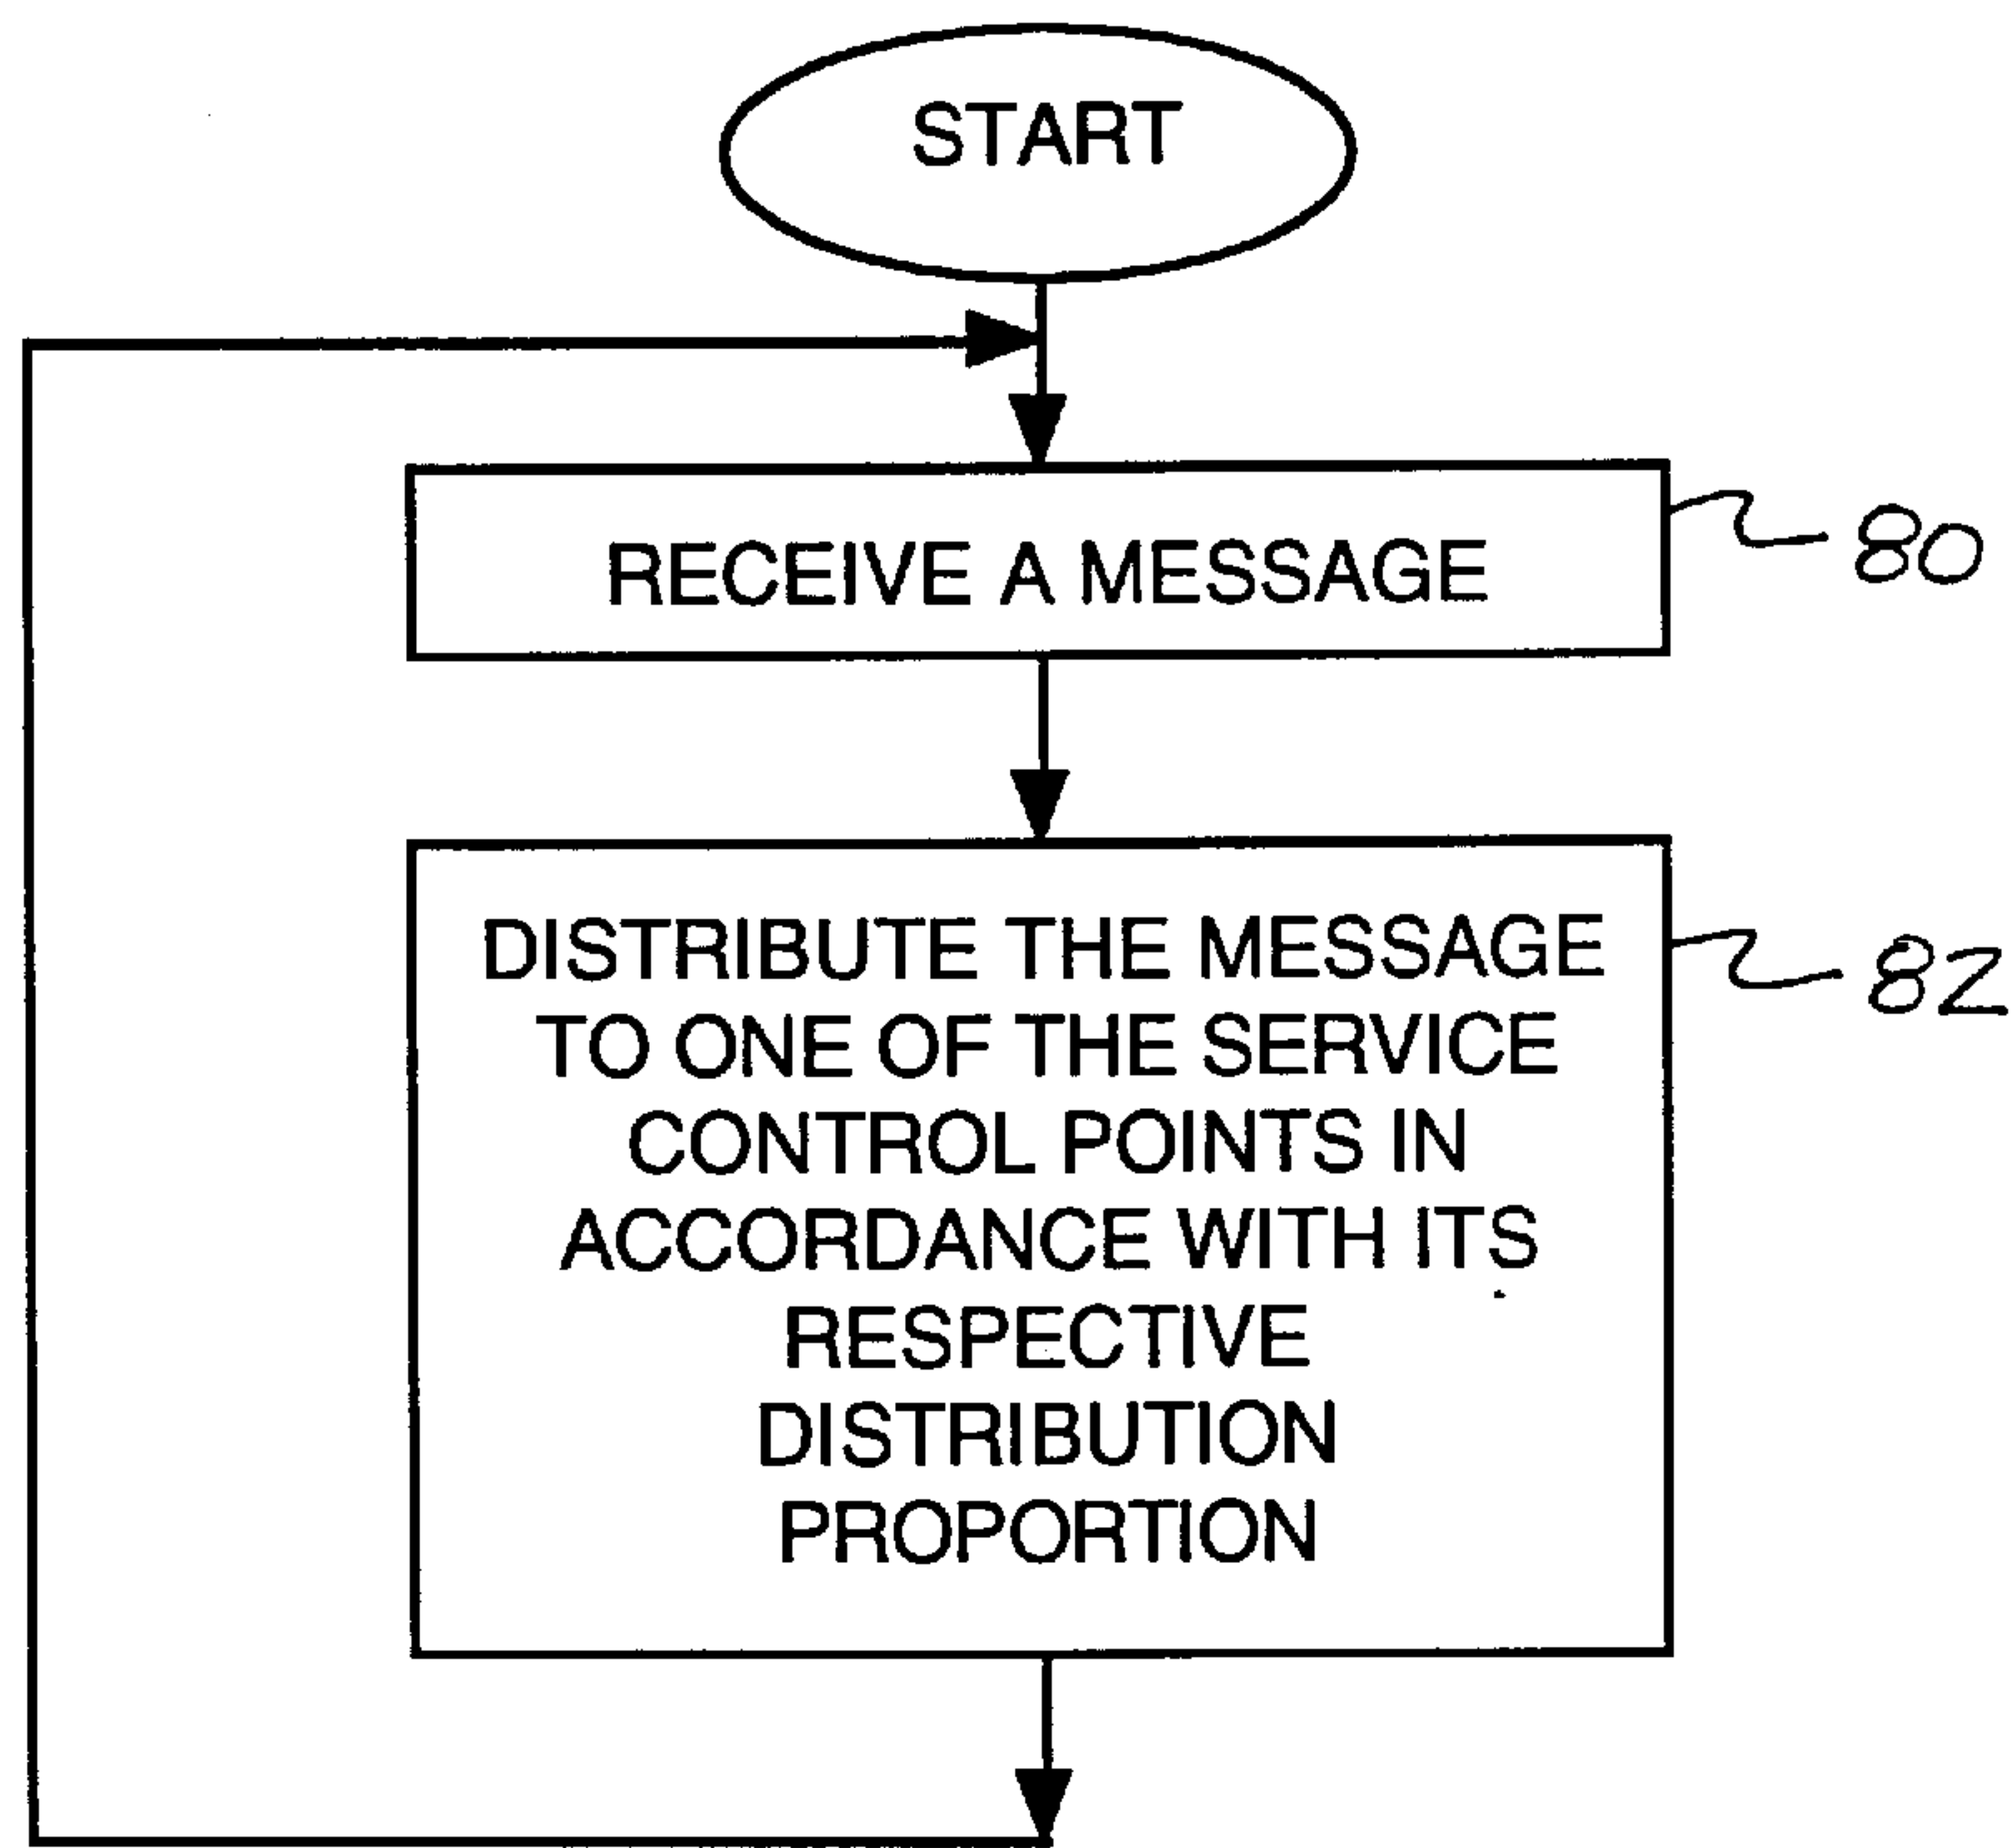 START
RECEIVE A MESSAGE
80
DISTRIBUTE THE MESSAGE
TO ONE OF THE SERVICE
CONTROL POINTS IN
ACCORDANCE WITH ITS
RESPECTIVE
DISTRIBUTION
PROPORTION
82